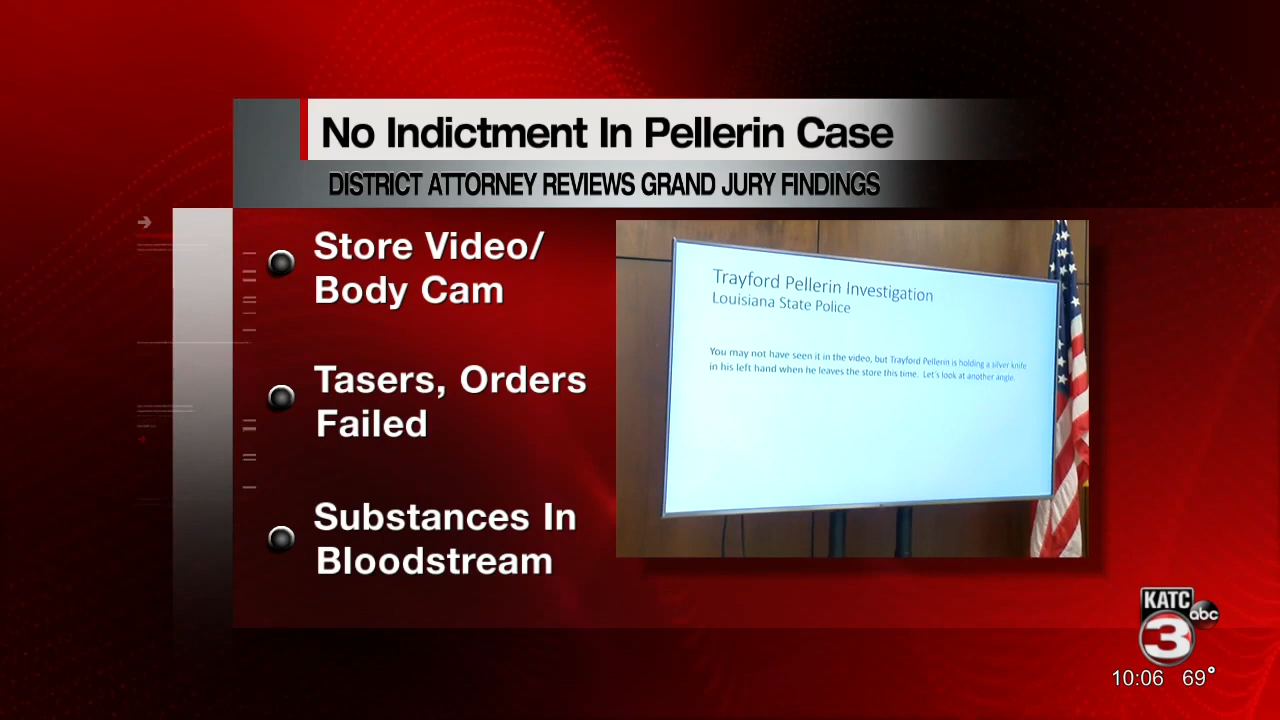 No Indictment In Pellerin Case
DISTRICT ATTORNEY REVIEWS GRAND JURY FINDINGS
Store Video/
Body Cam
Tasers, Orders
Failed
Substances In
Bloodstream
Trayford Pellerin Investigation
Louisiana State Police
You may not have seen it in the video, but Trayford Pellerin is holding a silver knife
in his left hand when he leaves the store this time. Let's look at another angle.
KATC
abc
3
10:06 69°